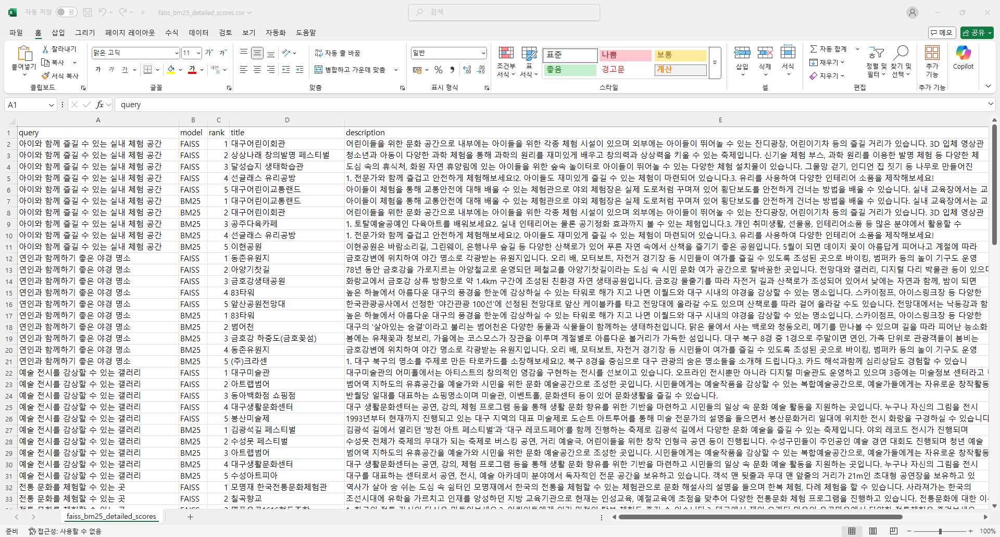 자동 저장 끔 faiss_bm25_detailed_scores.csv 검색
파일 홈 삽입 그리기 페이지 레이아웃 수식 데이터 검토 보기 자동화 도움말 메모 공유
붙여넣기 잘라내기 복사 서식 복사 클립보드
맑은 고딕 11 가 가 가 가 가 가 글꼴
자동 줄 바꿈 병합하고 가운데 맞춤 맞춤
일반 % 표시 형식
조건부 서식 표 서식 표준 나쁨 보통 좋음 경고문 계산 스타일
삽입 삭제 서식 셀
자동 합계 채우기 지우기 정렬 및 필터 찾기 및 선택 편집
추가 기능 추가 기능 Copilot
A1 fx query
A B C D E
1 query model rank title description
2 아이와 함께 즐길 수 있는 실내 체험 공간 FAISS 1 대구어린이회관 어린이들을 위한 문화 공간으로 내부에는 아이들을 위한 각종 체험 시설이 있으며 외부에는 아이들이 뛰어놀 수 있는 잔디광장, 어린이기차 등의 즐길 거리가 있습니다. 3D 입체 영상관
3 아이와 함께 즐길 수 있는 실내 체험 공간 FAISS 2 상상나래 창의발명 페스티벌 청소년과 아동이 다양한 과학 체험을 통해 과학의 원리를 재미있게 배우고 창의력과 상상력을 키울 수 있는 축제입니다. 신기술 체험 부스, 과학 원리를 이용한 발명 체험 등 다양한 체
4 아이와 함께 즐길 수 있는 실내 체험 공간 FAISS 3 달성습지 생태학습관 도심 속의 휴식처, 화원 자연 휴양림에 있는 아이들을 위한 숲속 놀이터로 아이들이 뛰어놀 수 있는 다양한 체험 설치물이 있습니다. 그물망 걷기, 인디언 집 짓기 등 나무로 만들어진
5 아이와 함께 즐길 수 있는 실내 체험 공간 FAISS 4 선글래스 유리공방 1. 전문가와 함께 즐겁고 안전하게 체험해보세요!2. 아이들도 재미있게 즐길 수 있는 체험이 마련되어 있습니다.3. 유리를 사용하여 다양한 인테리어 소품을 제작해보세요!
6 아이와 함께 즐길 수 있는 실내 체험 공간 FAISS 5 대구어린이교통랜드 아이들이 체험을 통해 교통안전에 대해 배울 수 있는 체험관으로 야외 체험장은 실제 도로처럼 꾸며져 있어 횡단보도를 안전하게 건너는 방법을 배울 수 있습니다. 실내 교육장에서는 교
7 아이와 함께 즐길 수 있는 실내 체험 공간 BM25 1 대구어린이교통랜드 아이들이 체험을 통해 교통안전에 대해 배울 수 있는 체험관으로 야외 체험장은 실제 도로처럼 꾸며져 있어 횡단보도를 안전하게 건너는 방법을 배울 수 있습니다. 실내 교육장에서는 교
8 아이와 함께 즐길 수 있는 실내 체험 공간 BM25 2 대구어린이회관 어린이들을 위한 문화 공간으로 내부에는 아이들을 위한 각종 체험 시설이 있으며 외부에는 아이들이 뛰어놀 수 있는 잔디광장, 어린이기차 등의 즐길 거리가 있습니다. 3D 입체 영상관
9 아이와 함께 즐길 수 있는 실내 체험 공간 BM25 3 공주다육카페 1. 토탈예술공예인 다육아트를 배워보세요2. 실내 인테리어는 물론 공기정화 효과까지 볼 수 있는 체험입니다.3. 개인 취미생활, 선물용, 인테리어소품 등 많은 분야에서 활용할 수
10 아이와 함께 즐길 수 있는 실내 체험 공간 BM25 4 선글래스 유리공방 1. 전문가와 함께 즐겁고 안전하게 체험해보세요!2. 아이들도 재미있게 즐길 수 있는 체험이 마련되어 있습니다.3. 유리를 사용하여 다양한 인테리어 소품을 제작해보세요!
11 아이와 함께 즐길 수 있는 실내 체험 공간 BM25 5 이현공원 이현공원은 바람소리길, 그린웨이, 은행나무 숲길 등 다양한 산책로가 있어 푸른 자연 속에서 산책을 즐기기 좋은 공원입니다. 5월이 되면 데이지 꽃이 아름답게 피어나고 계절에 따라
12 연인과 함께하기 좋은 야경 명소 FAISS 1 동촌유원지 금호강변에 위치하여 야간 명소로 각광받는 유원지입니다. 오리 배, 모터보트, 자전거 경기장 등 시민들이 여가를 즐길 수 있도록 조성된 곳으로 바이킹, 범퍼카 등의 놀이 기구도 운영
13 연인과 함께하기 좋은 야경 명소 FAISS 2 아양기찻길 78년 동안 금호강을 가로지르는 아양철교로 운영되던 폐철교를 아양기찻길이라는 도심 속 시민 문화 여가 공간으로 탈바꿈한 곳입니다. 전망대와 갤러리, 디지털 다리 박물관 등이 있으며
14 연인과 함께하기 좋은 야경 명소 FAISS 3 금호강생태공원 화랑교에서 금호강 상류 방향으로 약 1.4km 구간에 조성된 친환경 자연 생태공원입니다. 금호강 물줄기를 따라 자전거 길과 산책로가 조성되어 있어서 낮에는 자연과 함께, 밤이 되면
15 연인과 함께하기 좋은 야경 명소 FAISS 4 83타워 높은 하늘에서 아름다운 대구의 풍경을 한눈에 감상하실 수 있는 타워로 해가 지고 나면 이월드와 대구 시내의 야경을 감상할 수 있는 명소입니다. 스카이점프, 아이스링크장 등 다양한
16 연인과 함께하기 좋은 야경 명소 FAISS 5 앞산공원전망대 한국관광공사에서 선정한 '야간관광 100선'에 선정된 전망대로 앞산 케이블카를 타고 전망대에 올라갈 수도 있으며 산책로를 따라 걸어 올라갈 수도 있습니다. 전망대에서는 낙동강과 함
17 연인과 함께하기 좋은 야경 명소 BM25 1 83타워 높은 하늘에서 아름다운 대구의 풍경을 한눈에 감상하실 수 있는 타워로 해가 지고 나면 이월드와 대구 시내의 야경을 감상할 수 있는 명소입니다. 스카이점프, 아이스링크장 등 다양한
18 연인과 함께하기 좋은 야경 명소 BM25 2 범어천 대구의 '살아있는 숨결'이라고 불리는 범어천은 다양한 동물과 식물들이 함께하는 생태하천입니다. 맑은 물에서 사는 백로와 청둥오리, 메기를 만나볼 수 있으며 길을 따라 피어난 능소화
19 연인과 함께하기 좋은 야경 명소 BM25 3 금호강 하중도(금호꽃섬) 봄에는 유채꽃과 청보리, 가을에는 코스모스가 장관을 이루며 계절별로 아름다운 볼거리가 가득한 섬입니다. 대구 북구 8경 중 1경으로 주말이면 연인, 가족 단위로 관광객들이 붐비는
20 연인과 함께하기 좋은 야경 명소 BM25 4 동촌유원지 금호강변에 위치하여 야간 명소로 각광받는 유원지입니다. 오리 배, 모터보트, 자전거 경기장 등 시민들이 여가를 즐길 수 있도록 조성된 곳으로 바이킹, 범퍼카 등의 놀이 기구도 운영
21 연인과 함께하기 좋은 야경 명소 BM25 5 (주)크라센 1. 대구 북구의 명소를 주제로 만든 타로카드를 소장해보세요!2. 북구 8경을 중심으로 대구 관광의 숨은 명소들을 소개해 드립니다.3. 카드 해석과함께 심리상담도 경험할 수 있습니
22 예술 전시를 감상할 수 있는 갤러리 FAISS 1 대구미술관 대구미술관의 어미홀에서는 아티스트의 창의적인 영감을 구현하는 전시를 선보이고 있습니다. 오프라인 전시뿐만 아니라 디지털 미술관도 운영하고 있으며 3층에는 미술정보 센터라고
23 예술 전시를 감상할 수 있는 갤러리 FAISS 2 아트랩범어 범어역 지하도의 유휴공간을 예술가와 시민을 위한 문화 예술공간으로 조성한 곳입니다. 시민들에게는 예술작품을 감상할 수 있는 복합예술공간으로, 예술가들에게는 자유로운 창작활동
24 예술 전시를 감상할 수 있는 갤러리 FAISS 3 동아백화점 쇼핑점 반월당 일대를 대표하는 쇼핑명소이며 미술관, 이벤트홀, 문화센터 등이 있어 문화생활을 즐길 수 있습니다.
25 예술 전시를 감상할 수 있는 갤러리 FAISS 4 대구생활문화센터 대구 생활문화센터는 공연, 강의, 체험 프로그램 등을 통해 생활 문화 향유를 위한 기반을 마련하고 시민들의 일상 속 문화 예술 활동을 지원하는 곳입니다. 누구나 자신의 그림을 전시
26 예술 전시를 감상할 수 있는 갤러리 FAISS 5 봉산미술제 1993년부터 현재까지 진행되고 있는 대구 지역의 대표 미술제로 도슨트 아트투어를 통해 미술 전문가의 설명을 들으면서 봉산문화거리 일대에 위치한 전시 화랑을 구경하실 수 있습니다
27 예술 전시를 감상할 수 있는 갤러리 BM25 1 김광석길 페스티벌 김광석 길에서 열리던 '방천 아트 페스티벌'과 '대구 레코드페어'를 함께 진행하는 축제로 김광석 길에서 다양한 문화 예술을 즐길 수 있는 축제입니다. 야외 레코드 전시가 진행되며
28 예술 전시를 감상할 수 있는 갤러리 BM25 2 수성못 페스티벌 수성못 전체가 축제의 무대가 되는 축제로 버스킹 공연, 거리 예술극, 어린이들을 위한 창작 인형극 공연 등이 진행됩니다. 수성구민들이 주인공인 예술 경연 대회도 진행되며 청년 예술
29 예술 전시를 감상할 수 있는 갤러리 BM25 3 아트랩범어 범어역 지하도의 유휴공간을 예술가와 시민을 위한 문화 예술공간으로 조성한 곳입니다. 시민들에게는 예술작품을 감상할 수 있는 복합예술공간으로, 예술가들에게는 자유로운 창작활동
30 예술 전시를 감상할 수 있는 갤러리 BM25 4 대구생활문화센터 대구 생활문화센터는 공연, 강의, 체험 프로그램 등을 통해 생활 문화 향유를 위한 기반을 마련하고 시민들의 일상 속 문화 예술 활동을 지원하는 곳입니다. 누구나 자신의 그림을 전시
31 예술 전시를 감상할 수 있는 갤러리 BM25 5 수성아트피아 대구를 대표하는 센터로서 공연, 전시, 예술 아카데미 분야에서 독자적인 전문 공간을 보유하고 있습니다. 객석 맨 뒷줄과 무대 맨 앞줄의 거리가 21m인 초대형 공연장을 보유하고 있
32 전통 문화를 체험할 수 있는 곳 FAISS 1 모명재 한국전통문화체험관 역사가 살아 숨 쉬는 도심 속 쉼터인 모명재에서 한국의 전통을 체험할 수 있는 체험관으로 문화 해설사의 설명을 들으며 한복 체험, 다례 체험을 할 수 있습니다. 사라져가는 한국의
33 전통 문화를 체험할 수 있는 곳 FAISS 2 칠곡향교 조선시대에 유학을 가르치고 인재를 양성하던 지방 교육기관으로 현재는 인성교육, 예절교육에 초점을 맞추어 다양한 전통문화 체험 프로그램을 진행하고 있습니다. 전통문화에 대한 이
faiss_bm25_detailed_scores
준비 접근성: 사용할 수 없음 100%